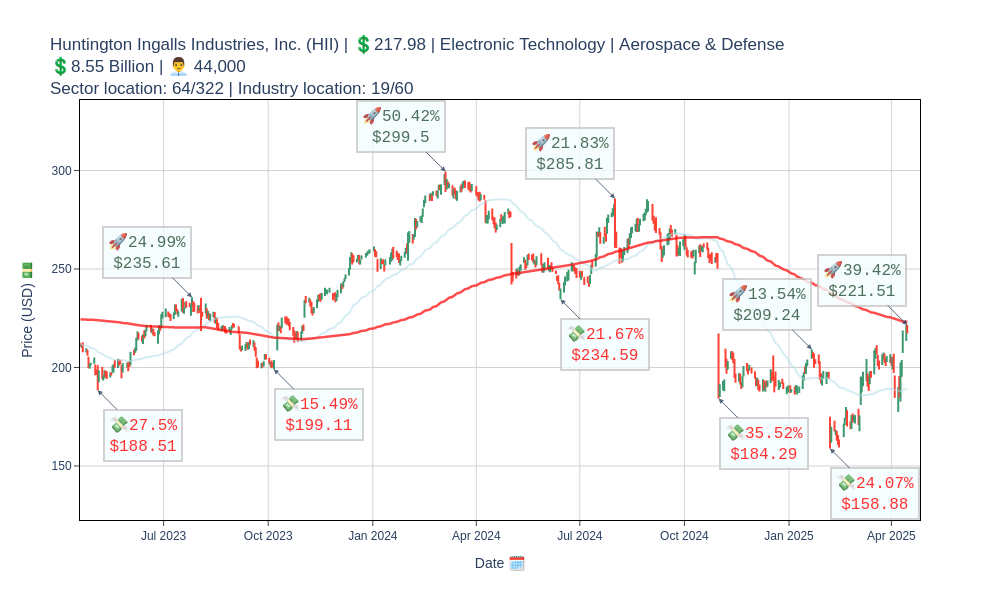 Huntington Ingalls Industries, Inc. (HII) | 💲217.98 | Electronic Technology | Aerospace & Defense
💲8.55 Billion | 👨‍💼 44,000
Sector location: 64/322 | Industry location: 19/60
🚀50.42%
$299.5
🚀21.83%
$285.81
🚀24.99%
$235.61
🚀39.42%
$221.51
🚀13.54%
$209.24
💸21.67%
$234.59
💸15.49%
$199.11
💸27.5%
$188.51
💸35.52%
$184.29
💸24.07%
$158.88
300
250
200
150
Price (USD) 💵
Jul 2023
Oct 2023
Jan 2024
Apr 2024
Jul 2024
Oct 2024
Jan 2025
Apr 2025
Date 🗓️